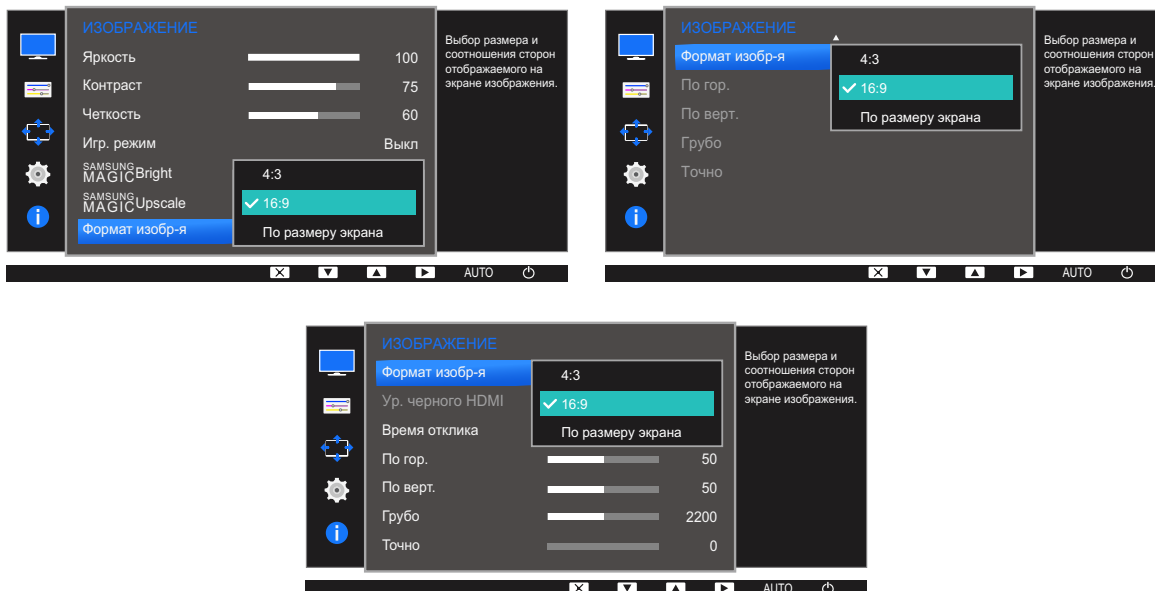 ИЗОБРАЖЕНИЕ
Яркость 100
Контраст 75
Четкость 60
Игр. режим Выкл
SAMSUNG
MAGICBright
SAMSUNG
MAGICUpscale
Формат изобр-я
4:3
16:9
По размеру экрана
Выбор размера и
соотношения сторон
отображаемого на
экране изображения.
AUTO
ИЗОБРАЖЕНИЕ
Формат изобр-я
По гор.
По верт.
Грубо
Точно
4:3
16:9
По размеру экрана
Выбор размера и
соотношения сторон
отображаемого на
экране изображения.
AUTO
ИЗОБРАЖЕНИЕ
Формат изобр-я
Ур. черного HDMI
Время отклика
4:3
16:9
По размеру экрана
По гор. 50
По верт. 50
Грубо 2200
Точно 0
Выбор размера и
соотношения сторон
отображаемого на
экране изображения.
AUTO